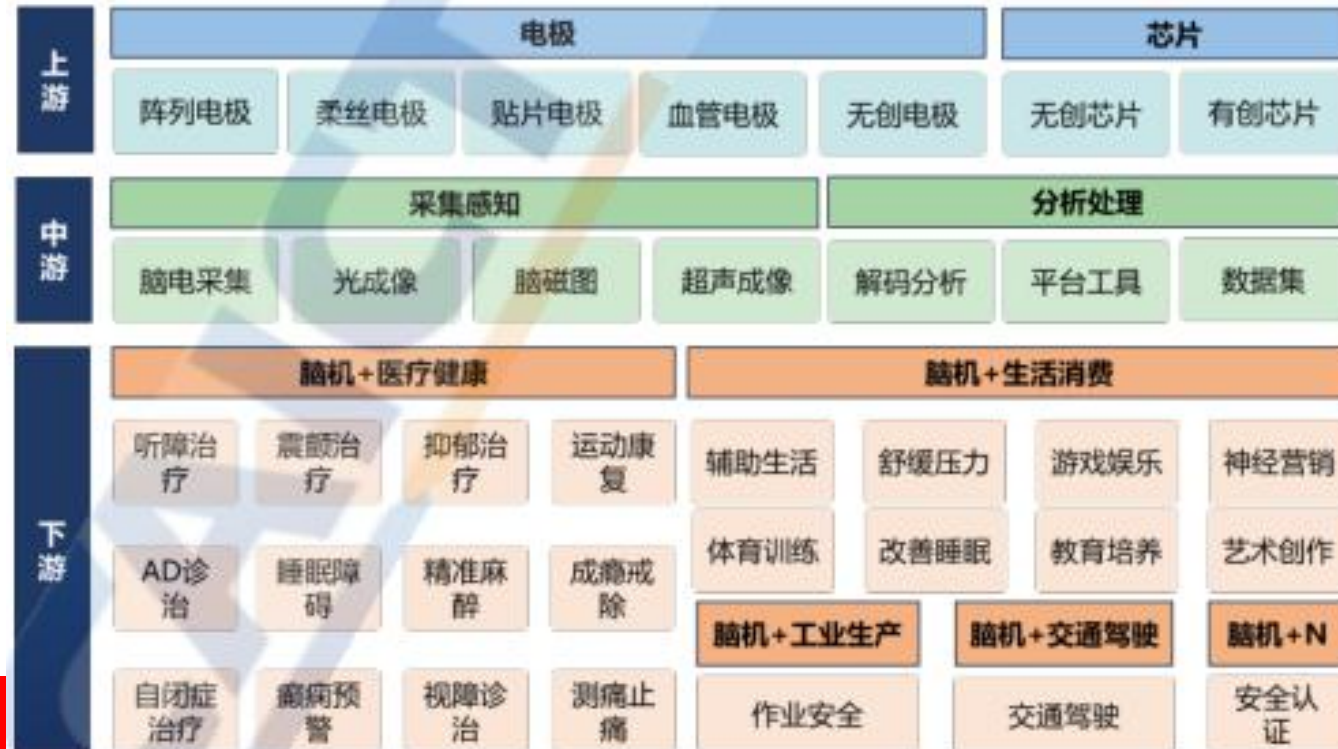 上游
电极
芯片
阵列电极
柔丝电极
贴片电极
血管电极
无创电极
无创芯片
有创芯片
中游
采集感知
分析处理
脑电采集
光成像
脑磁图
超声成像
解码分析
平台工具
数据集
下游
脑机+医疗健康
脑机+生活消费
听障治
疗
震颤治
疗
抑郁治
疗
运动康
复
辅助生活
舒缓压力
游戏娱乐
神经营销
AD诊
治
睡眠障
碍
精准麻
醉
成瘾戒
除
体育训练
改善睡眠
教育培养
艺术创作
脑机+工业生产
脑机+交通驾驶
脑机+N
自闭症
治疗
癫痫预
警
视障诊
治
测痛止
痛
作业安全
交通驾驶
安全认
证